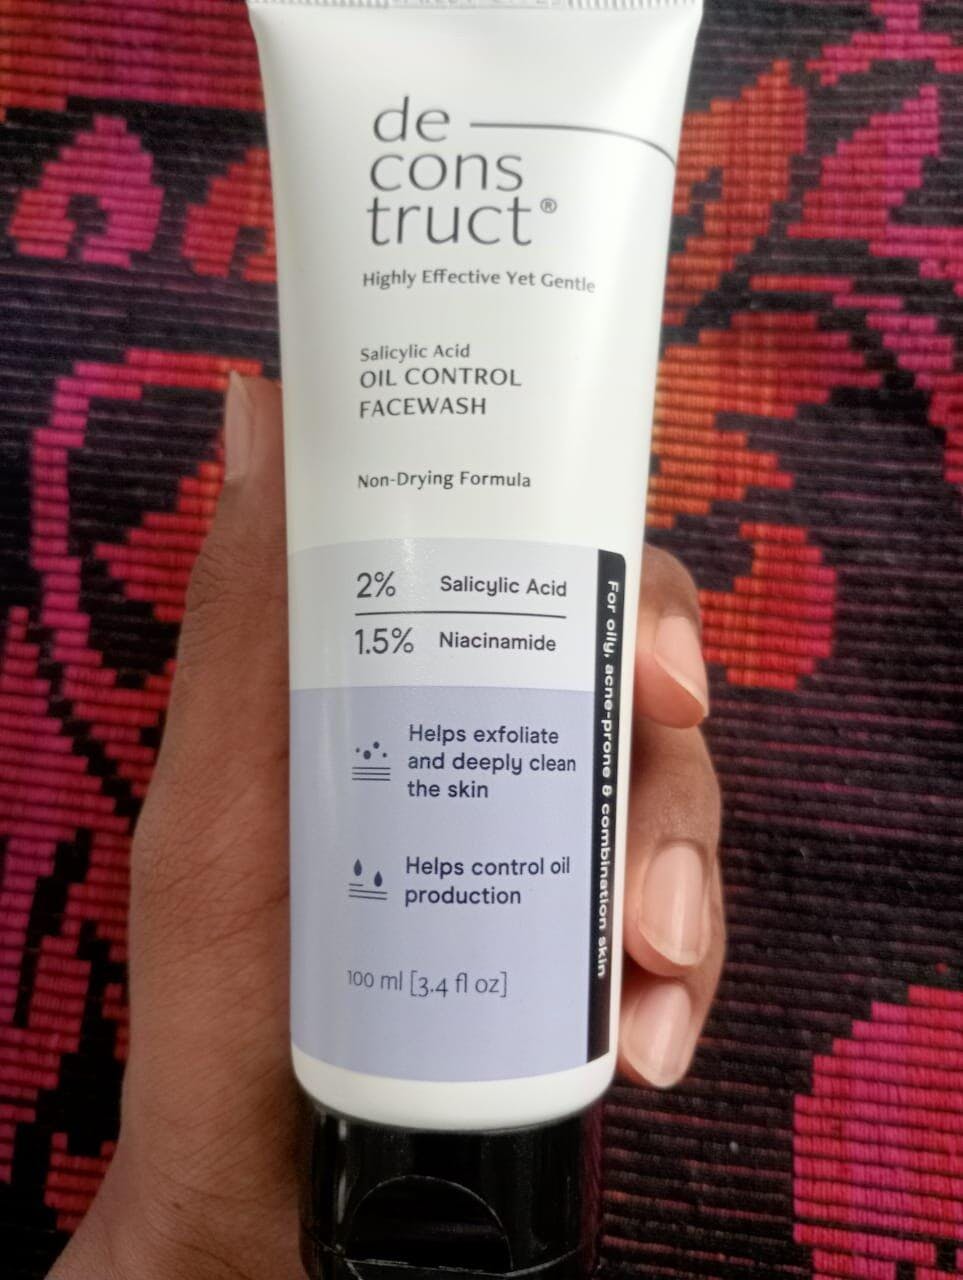 de
cons
truct®
Highly Effective Yet Gentle
Salicylic Acid
OIL CONTROL
FACEWASH
Non-Drying Formula
2% Salicylic Acid
1.5% Niacinamide
Helps exfoliate
and deeply clean
the skin
Helps control oil
production
100 ml [3.4 fl oz]
For oily, acne-prone & combination skin